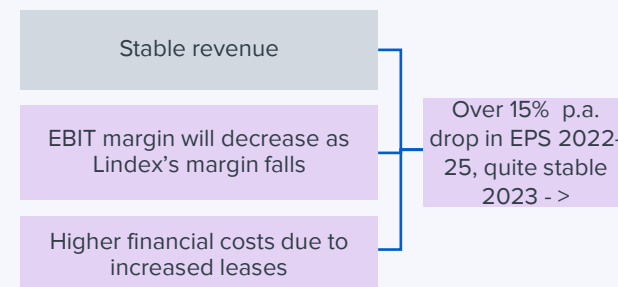 Stable revenue
EBIT margin will decrease as
Lindex's margin falls
Higher financial costs due to
increased leases
Over 15%  p.a.
drop in EPS 2022-
25, quite stable
2023 - >